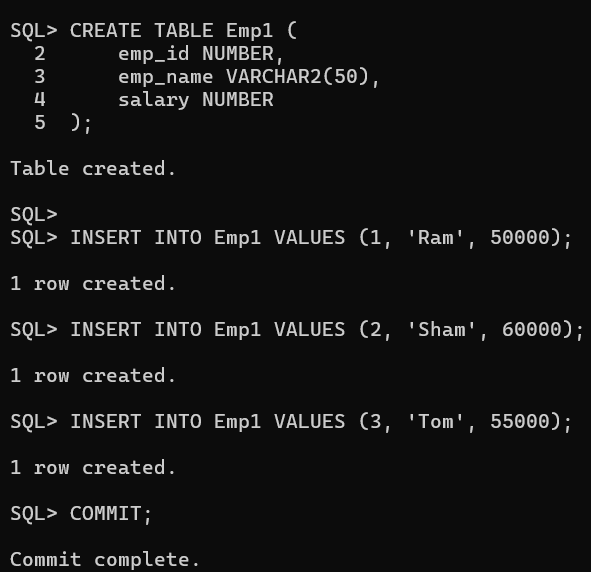 SQL> CREATE TABLE Emp1 (
  2      emp_id NUMBER,
  3      emp_name VARCHAR2(50),
  4      salary NUMBER
  5  );
Table created.
SQL>
SQL> INSERT INTO Emp1 VALUES (1, 'Ram', 50000);
1 row created.
SQL> INSERT INTO Emp1 VALUES (2, 'Sham', 60000);
1 row created.
SQL> INSERT INTO Emp1 VALUES (3, 'Tom', 55000);
1 row created.
SQL> COMMIT;
Commit complete.